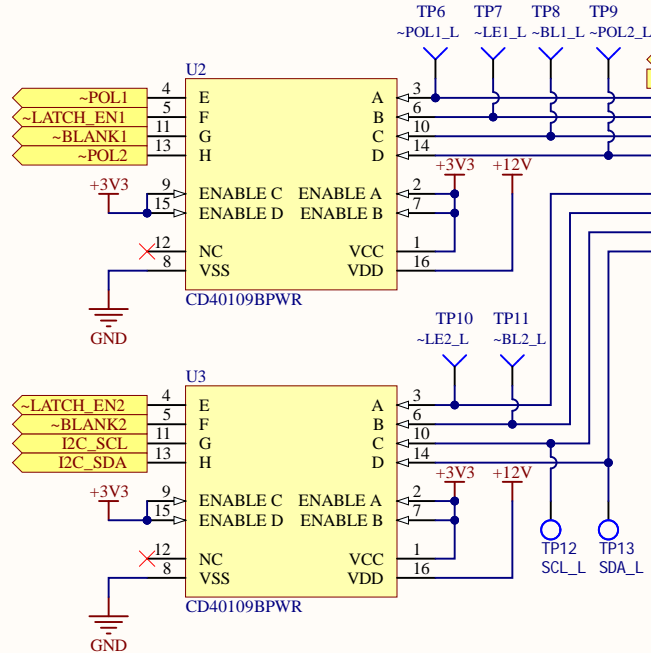 TP6 TP7 TP8 TP9
~POL1_L ~LE1_L ~BL1_L ~POL2_L
U2
~POL1 4 E A 3
~LATCH_EN1 5 F B 6
~BLANK1 11 G C 10
~POL2 13 H D 14
+3V3 +12V
+3V3 9 ENABLE C ENABLE A 2
15 ENABLE D ENABLE B 7
12 NC VCC 1
8 VSS VDD 16
CD40109BPWR
GND
TP10 TP11
~LE2_L ~BL2_L
U3
~LATCH_EN2 4 E A 3
~BLANK2 5 F B 6
I2C_SCL 11 G C 10
I2C_SDA 13 H D 14
+3V3 +12V
+3V3 9 ENABLE C ENABLE A 2
15 ENABLE D ENABLE B 7
12 NC VCC 1
TP12 TP13
8 VSS VDD 16
SCL_L SDA_L
CD40109BPWR
GND